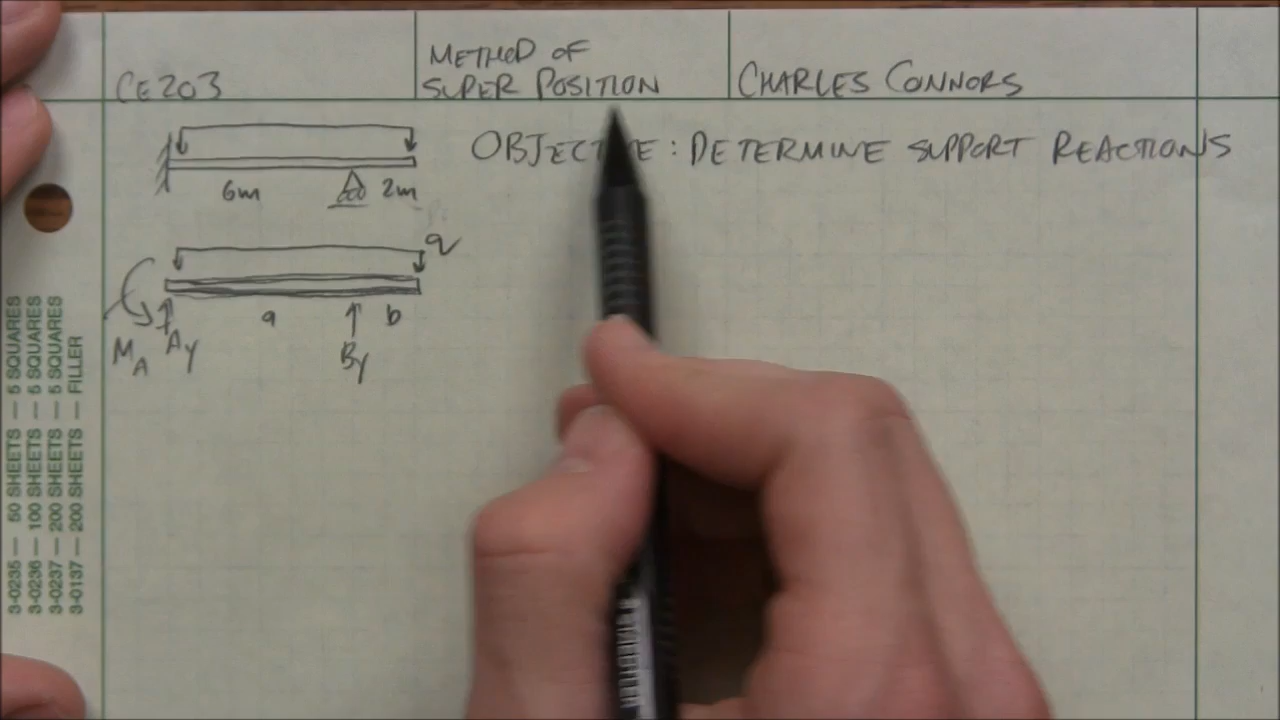 CE203
METHOD OF
SUPER POSITION
CHARLES CONNORS
OBJECTIVE: DETERMINE SUPPORT REACTIONS
6m 2m
q
a b
MA Ay By
3-0235 — 50 SHEETS — 5 SQUARES
3-0236 — 100 SHEETS — 5 SQUARES
3-0237 — 200 SHEETS — 5 SQUARES
3-0137 — 200 SHEETS — FILLER
STAEDTLER